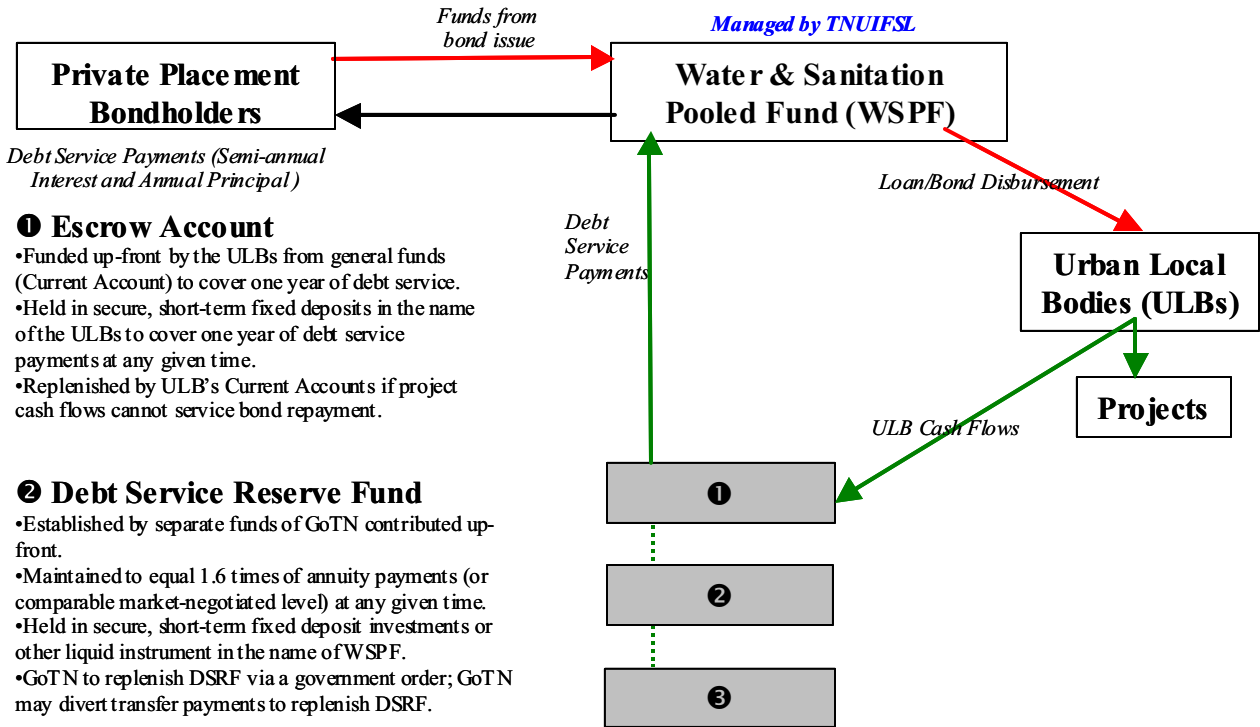 Funds from
bond issue
Managed by TNUIFSL
Private Placement
Bondholders
Water & Sanitation
Pooled Fund (WSPF)
Debt Service Payments (Semi-annual
Interest and Annual Principal )
Loan/Bond Disbursement
❶ Escrow Account
•Funded up-front by the ULBs from general funds
(Current Account) to cover one year of debt service.
•Held in secure, short-term fixed deposits in the name
of the ULBs to cover one year of debt service
payments at any given time.
•Replenished by ULB's Current Accounts if project
cash flows cannot service bond repayment.
Debt
Service
Payments
Urban Local
Bodies (ULBs)
Projects
ULB Cash Flows
❷ Debt Service Reserve Fund
•Established by separate funds of GoTN contributed up-
front.
•Maintained to equal 1.6 times of annuity payments (or
comparable market-negotiated level) at any given time.
•Held in secure, short-term fixed deposit investments or
other liquid instrument in the name of WSPF.
•GoTN to replenish DSRF via a government order; GoTN
may divert transfer payments to replenish DSRF.
❶
❷
❸